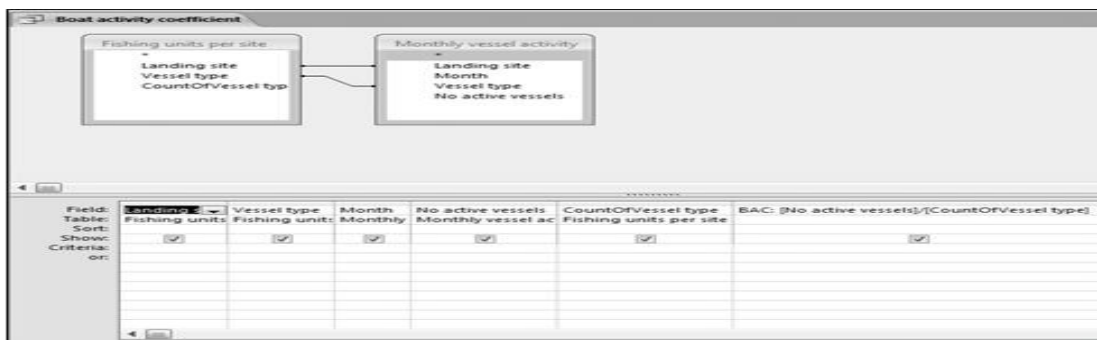 Boat activity coefficient
Fishing units per site
*
Landing site
Vessel type
CountOfVessel typ
Monthly vessel activity
*
Landing site
Month
Vessel type
No active vessels
Field: Landing s Vessel type Month No active vessels CountOfVessel type BAC: [No active vessels]/[CountOfVessel type]
Table: Fishing units Fishing unit: Monthly Monthly vessel ac Fishing units per site
Sort:
Show:
Criteria:
or: